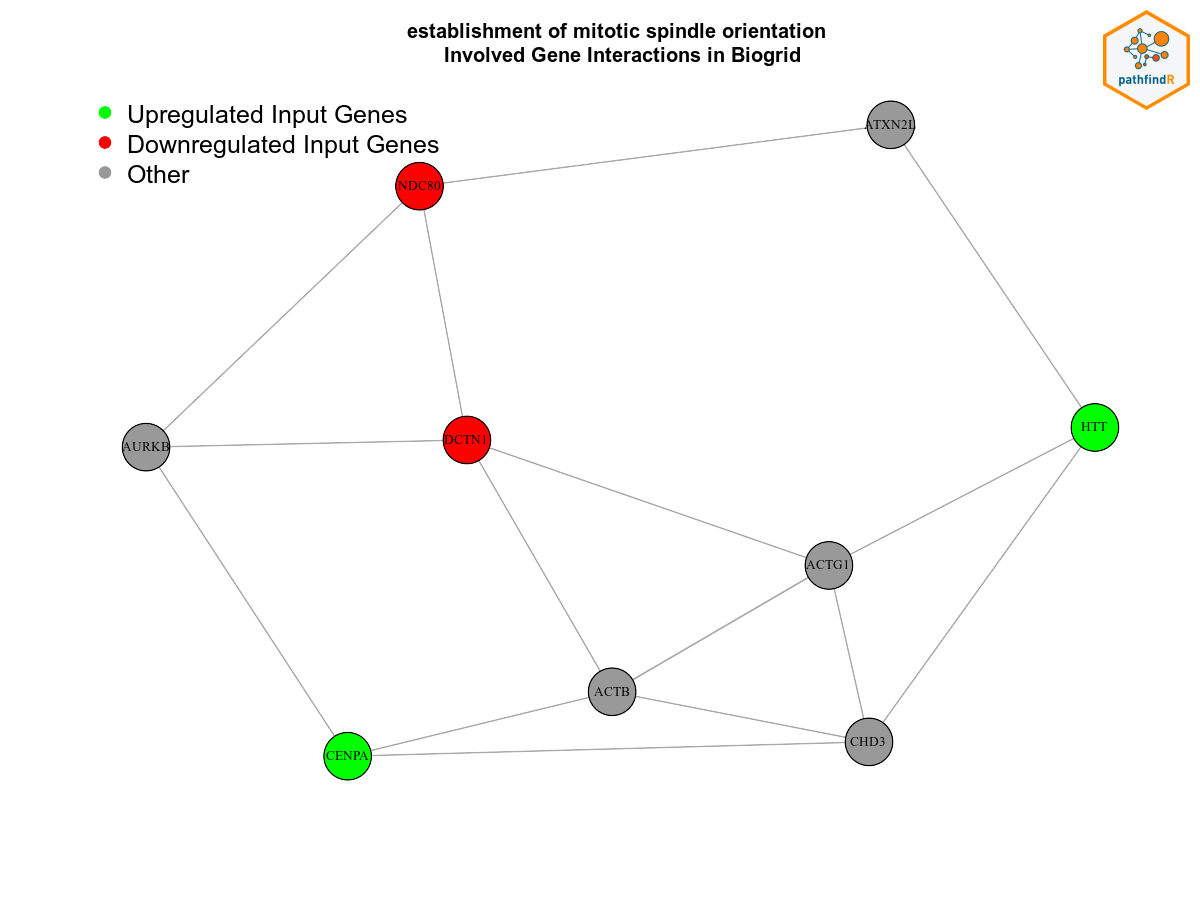 establishment of mitotic spindle orientation
Involved Gene Interactions in Biogrid
pathfindR
Upregulated Input Genes
Downregulated Input Genes
Other
ATXN2L
NDC80
HTT
DCTN1
AURKB
ACTG1
ACTB
CHD3
CENPA